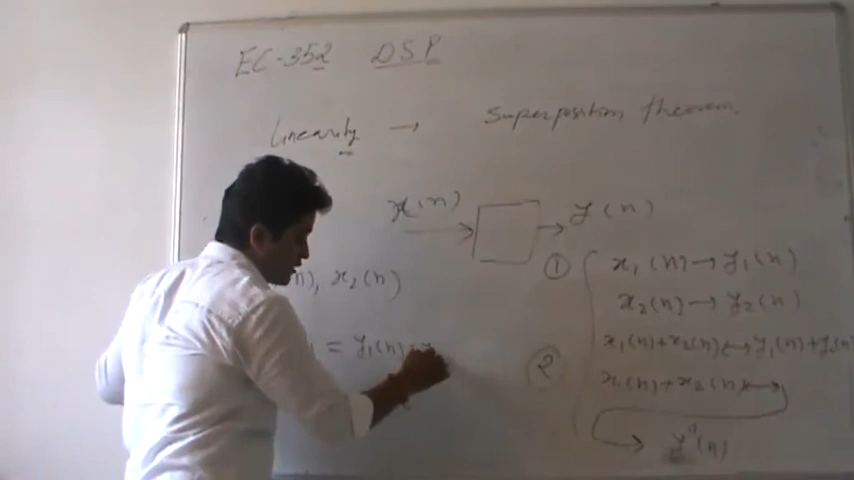 EC-352 DSP
Linearity → Superposition theorem.
x(n) → → y(n)
x₂(n)
= y₁(n)+
① x₁(n) → y₁(n)
x₂(n) → y₂(n)
② x₁(n)+x₂(n) ↔ y₁(n)+y₂(n)
x₁(n)+x₂(n) ↔
→ y"(n)